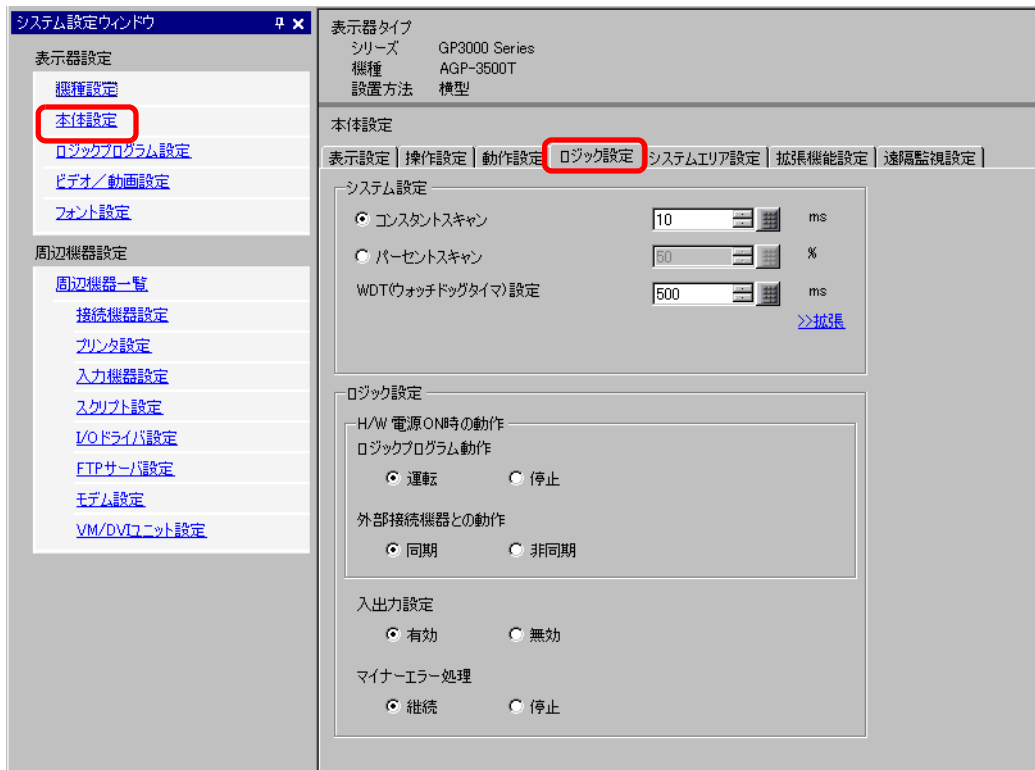 システム設定ウィンドウ
表示器設定
機種設定
本体設定
ロジックプログラム設定
ビデオ／動画設定
フォント設定
周辺機器設定
周辺機器一覧
接続機器設定
プリンタ設定
入力機器設定
スクリプト設定
I/Oドライバ設定
FTPサーバ設定
モデム設定
VM/DVIユニット設定
表示器タイプ
シリーズ GP3000 Series
機種 AGP-3500T
設置方法 横型
本体設定
表示設定 操作設定 動作設定 ロジック設定 システムエリア設定 拡張機能設定 遠隔監視設定
システム設定
コンスタントスキャン 10 ms
パーセントスキャン 50 %
WDT(ウォッチドッグタイマ)設定 500 ms
>>拡張
ロジック設定
H/W 電源ON時の動作
ロジックプログラム動作
運転 停止
外部接続機器との動作
同期 非同期
入出力設定
有効 無効
マイナーエラー処理
継続 停止